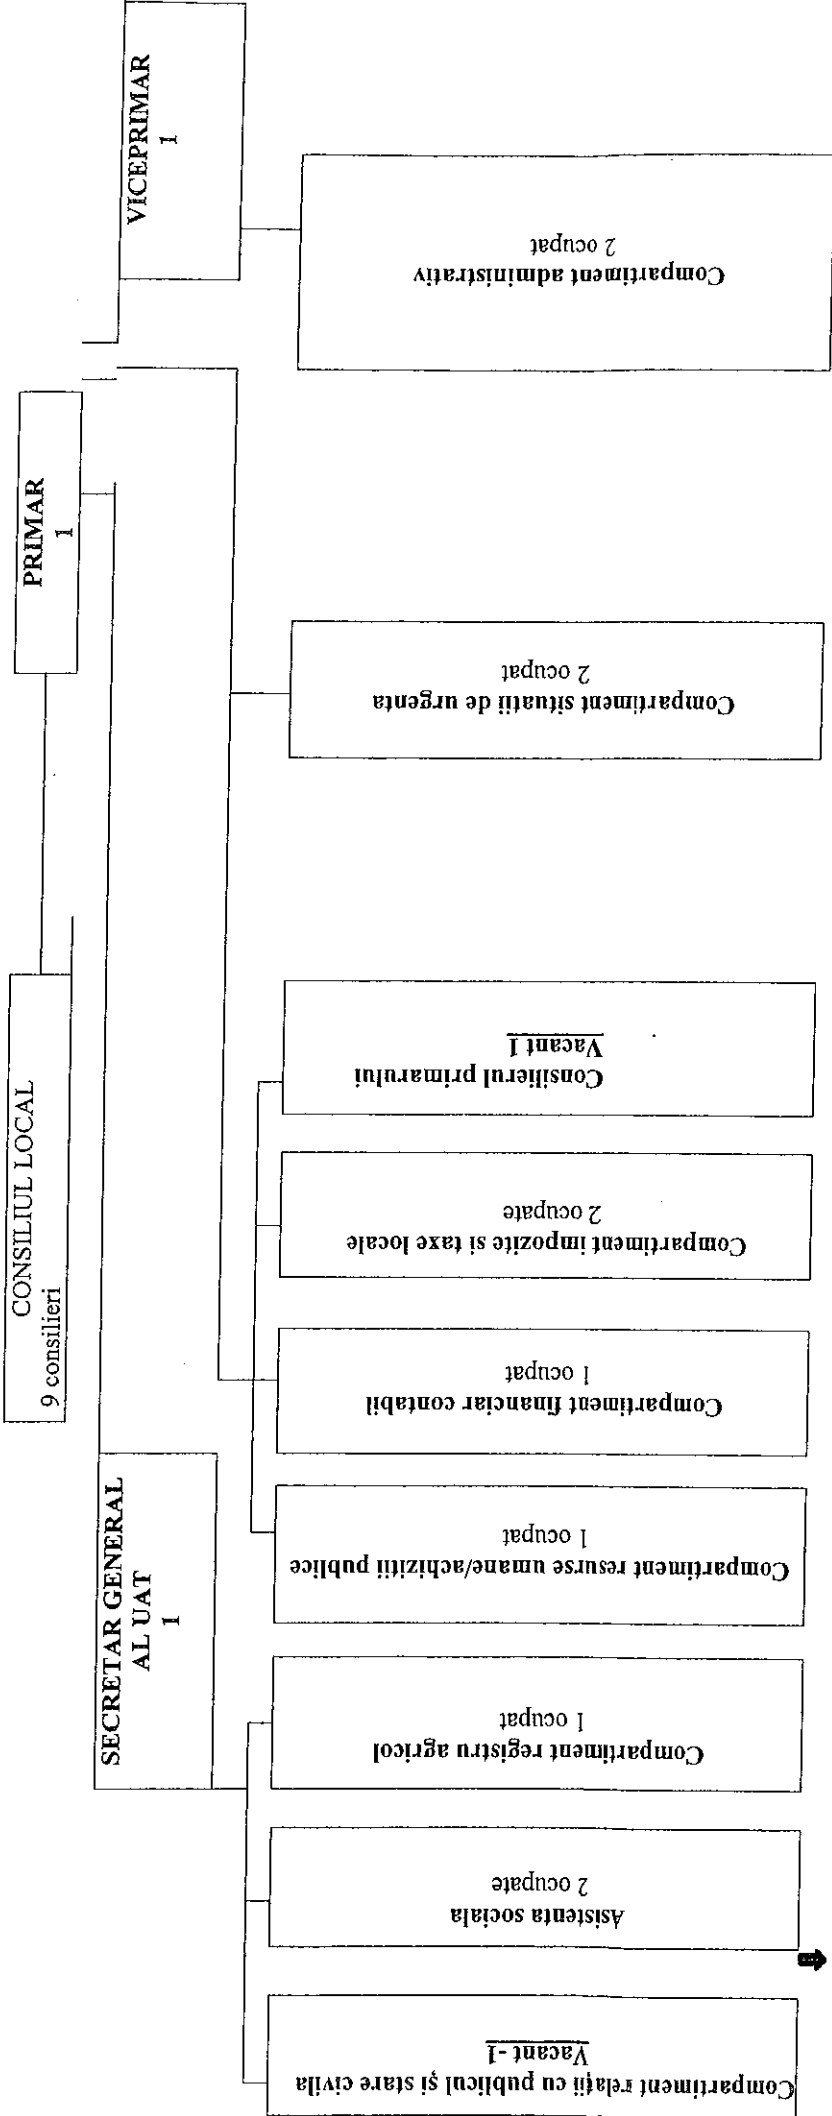 CONSILIUL LOCAL
9 consilieri
PRIMAR
1
SECRETAR GENERAL
AL UAT
1
VICEPRIMAR
1
Compartiment relații cu publicul și stare civila
Vacant -1
Asistenta sociala
2 ocupate
Compartiment registru agricol
1 ocupat
Compartiment resurse umane/achizitii publice
1 ocupat
Compartiment financiar contabil
1 ocupat
Compartiment impozite si taxe locale
2 ocupate
Consilierul primarului
Vacant 1
Compartiment situatii de urgenta
2 ocupat
Compartiment administrativ
2 ocupat